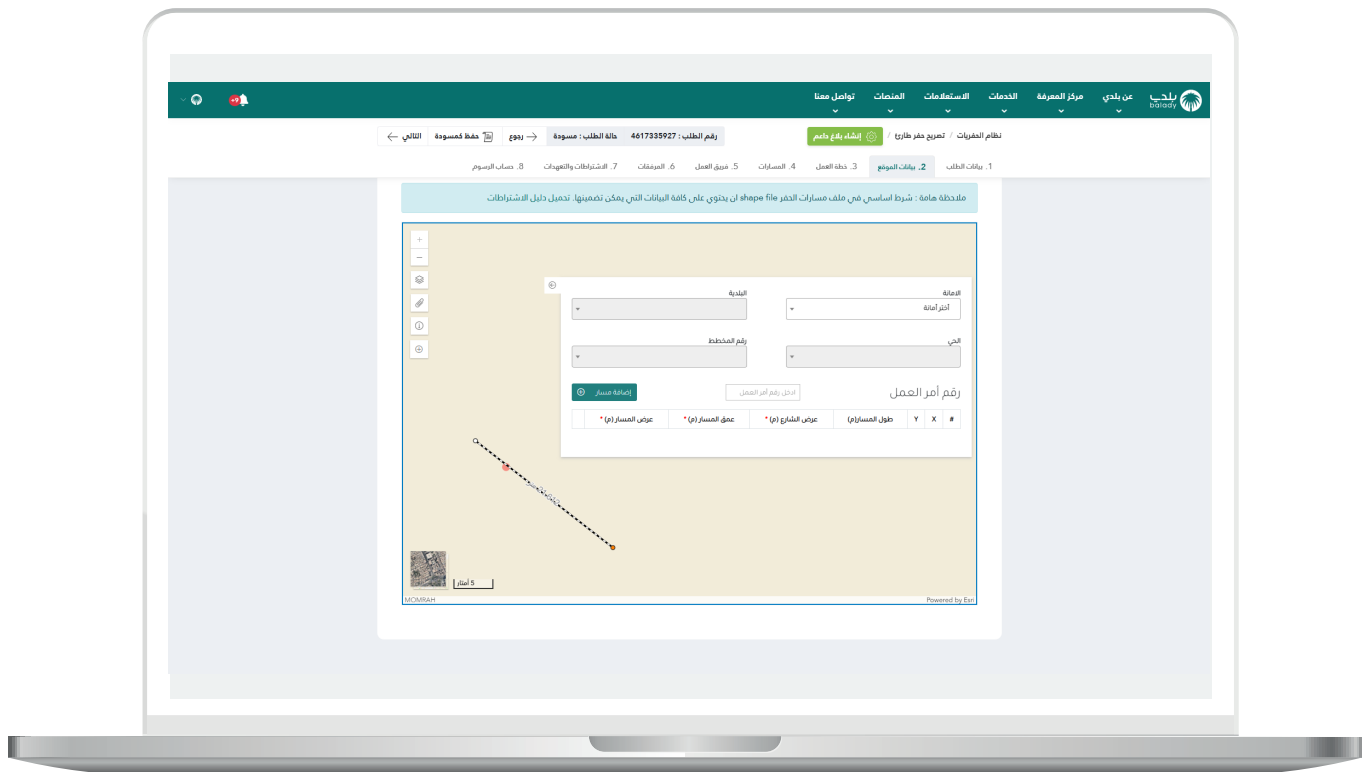 بلدي
balady
عن بلدي
مركز المعرفة
الخدمات
الاستعلامات
المنصات
تواصل معنا
+9
نظام الحفريات / تصريح حفر طارئ /
إنشاء بلاغ داعم
رقم الطلب : 4617335927
حالة الطلب : مسودة
رجوع
حفظ كمسودة
التالي
1. بيانات الطلب
2. بيانات الموقع
3. خطة العمل
4. المسارات
5. فريق العمل
6. المرفقات
7. الاشتراطات والتعهدات
8. حساب الرسوم
ملاحظة هامة : شرط اساسي في ملف مسارات الحفر shape file ان يحتوي على كافة البيانات التي يمكن تضمينها. تحميل دليل الاشتراطات
الامانة
البلدية
أختر أمانة
الحي
رقم المخطط
رقم أمر العمل
ادخل رقم أمر العمل
إضافة مسار
# X Y طول المسار(م) عرض الشارع (م) * عمق المسار (م) * عرض المسار (م) *
5 أمتار
MOMRAH
Powered by Esri